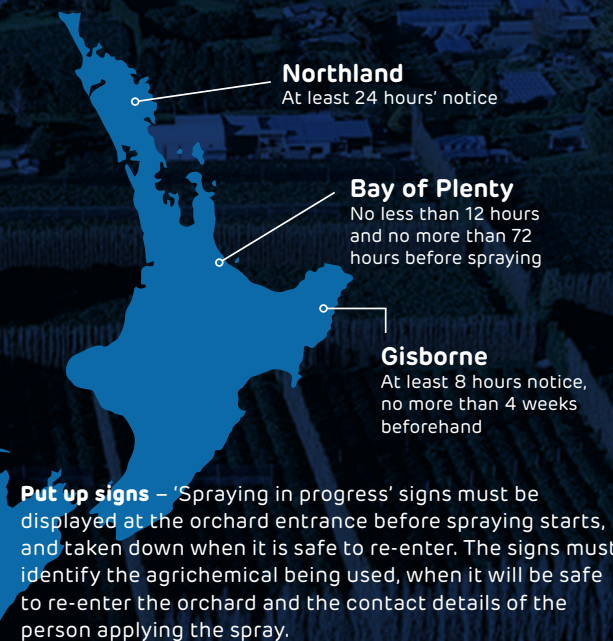 Northland
At least 24 hours’ notice
Bay of Plenty
No less than 12 hours
and no more than 72
hours before spraying
Gisborne
At least 8 hours notice,
no more than 4 weeks
beforehand
Put up signs – ‘Spraying in progress’ signs must be
displayed at the orchard entrance before spraying starts,
and taken down when it is safe to re-enter. The signs must
identify the agrichemical being used, when it will be safe
to re-enter the orchard and the contact details of the
person applying the spray.